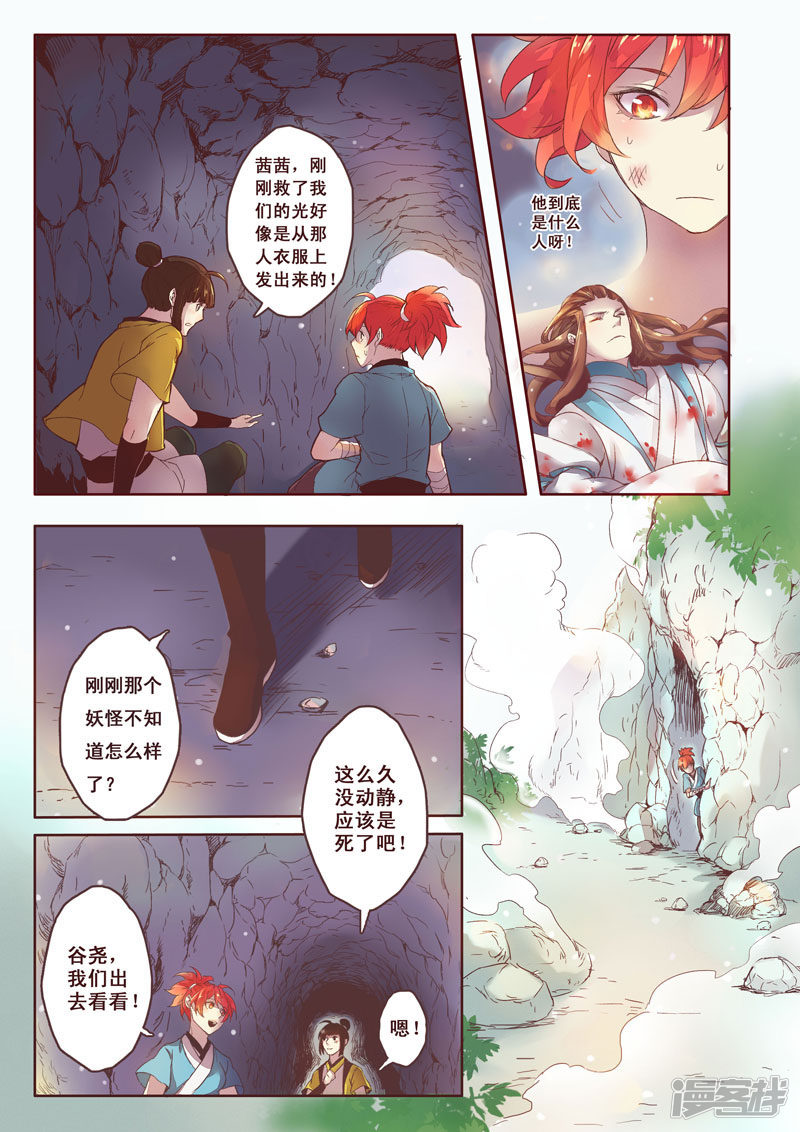 茜茜，刚
刚救了我
们的光好
像是从那
人衣服上
发出来的！
他到底
是什么
人呀！
刚刚那个
妖怪不知
道怎么样
了？
这么久
没动静，
应该是
死了吧！
谷尧，
我们出
去看看！
嗯！
漫客栈